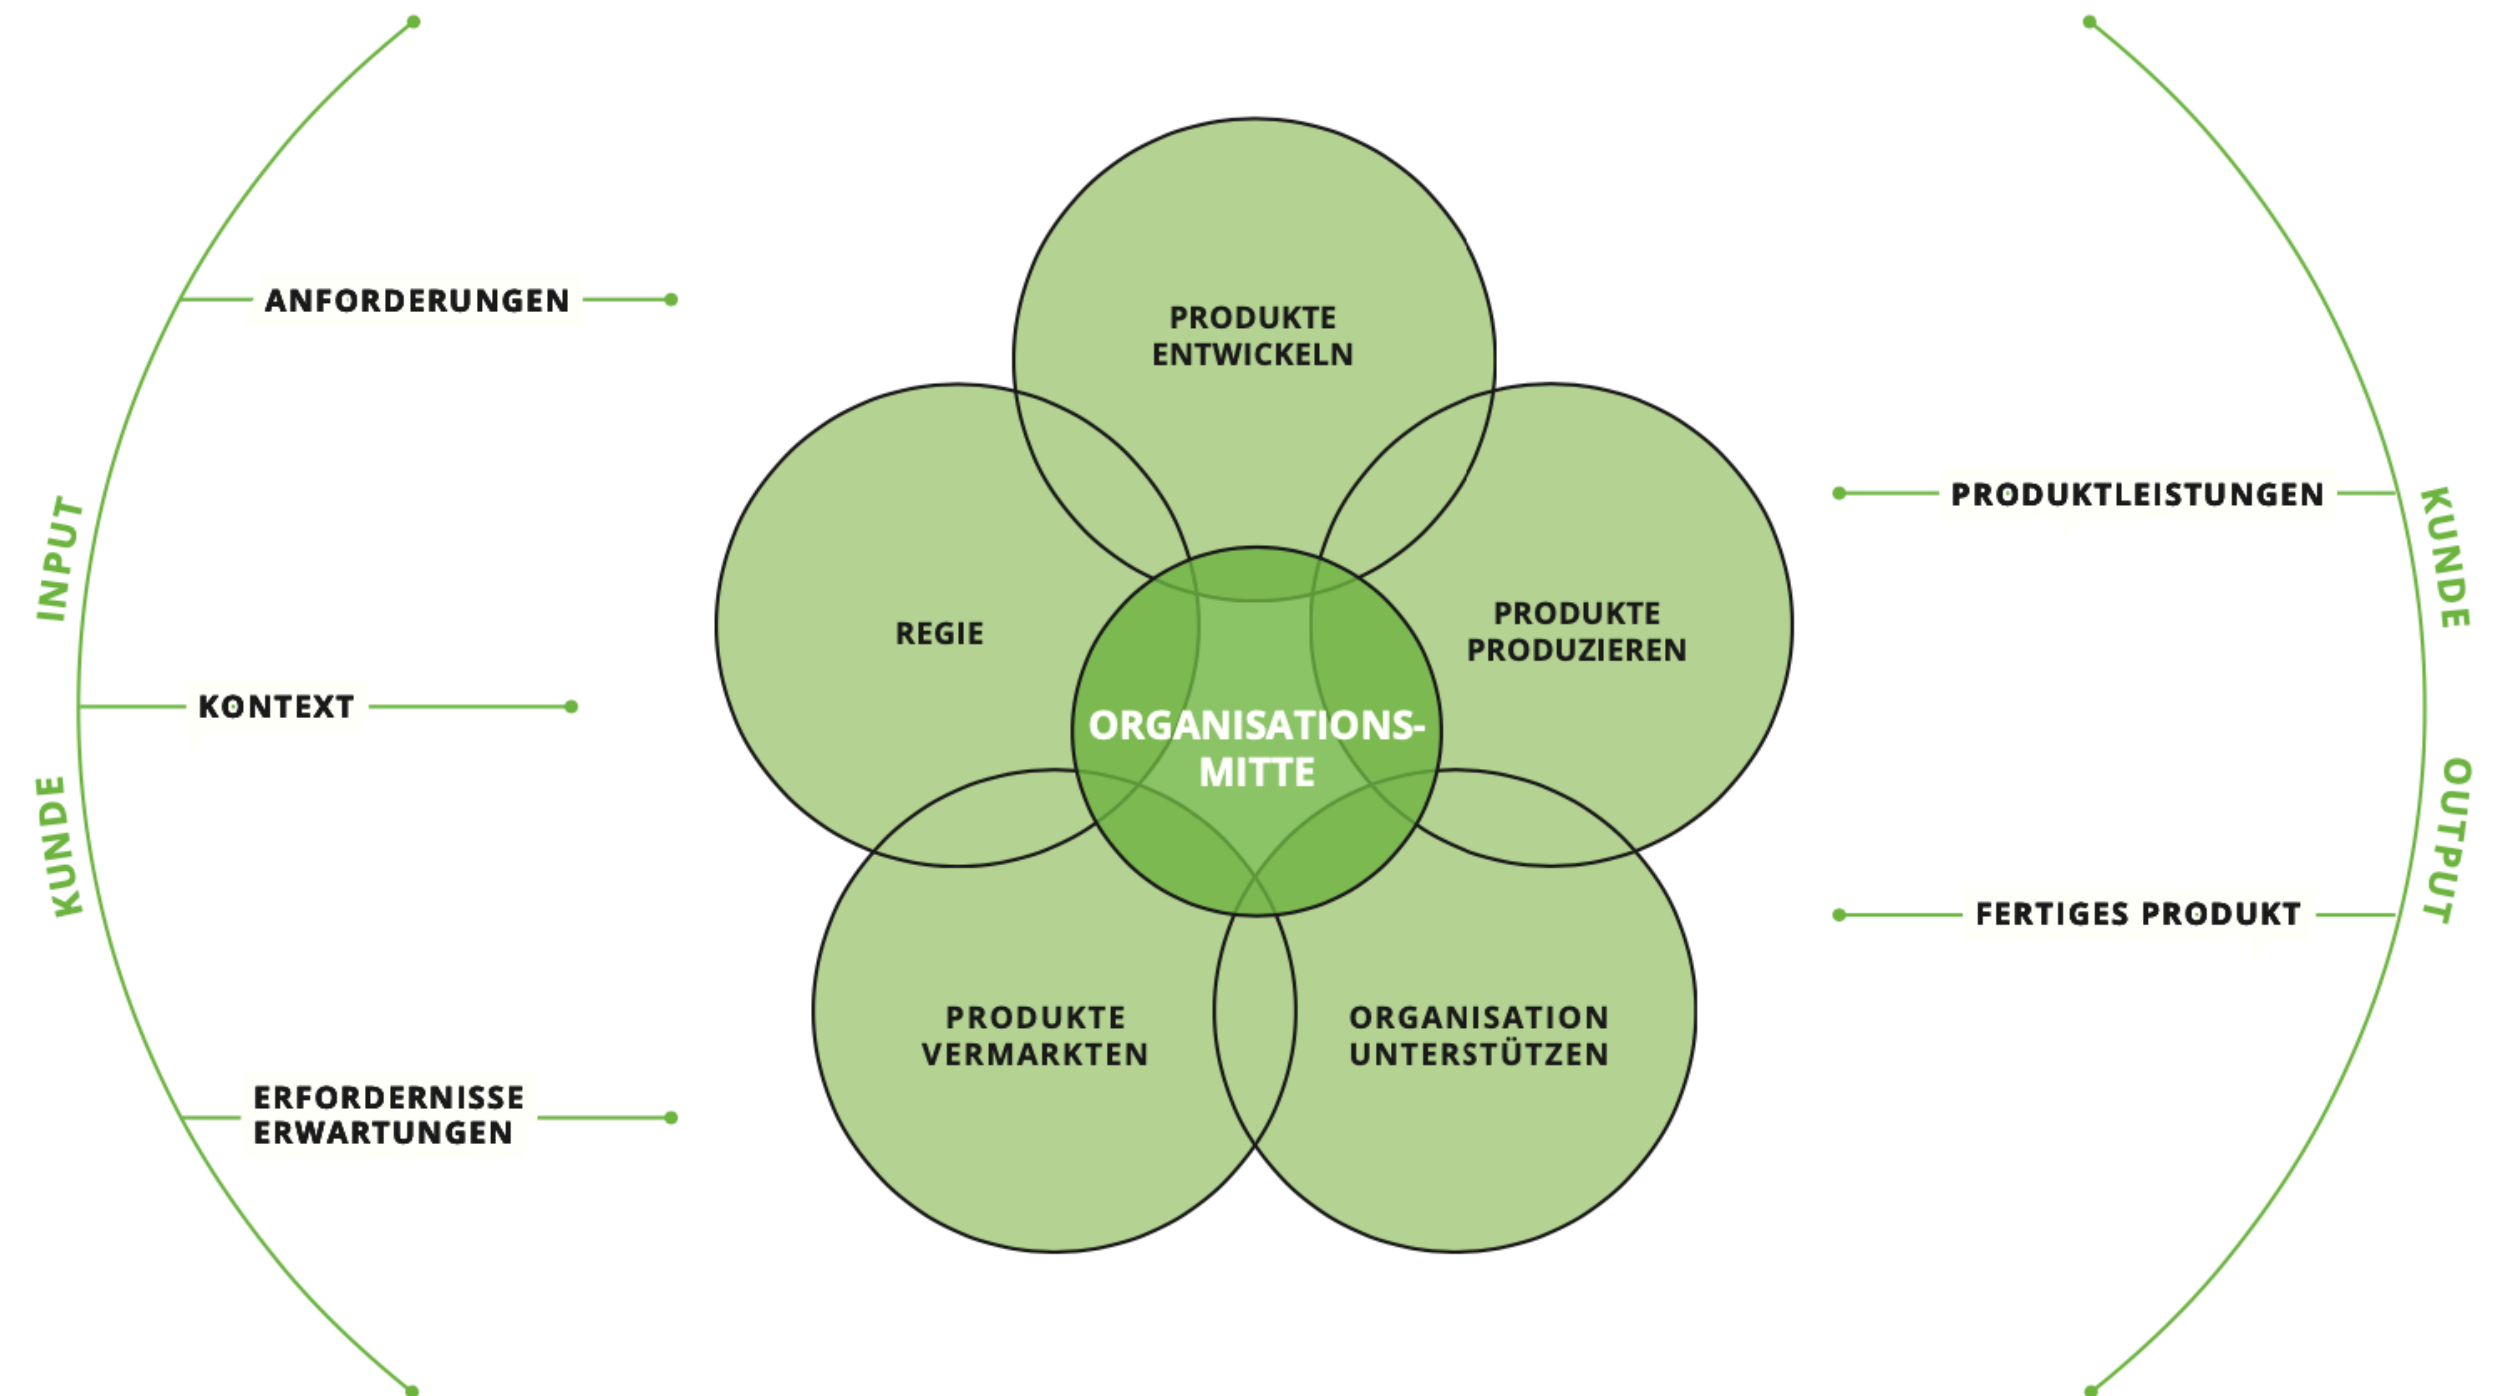 INPUT
KUNDE
ANFORDERUNGEN
KONTEXT
ERFORDERNISSE
ERWARTUNGEN
PRODUKTE
ENTWICKELN
REGIE
PRODUKTE
PRODUZIEREN
ORGANISATIONS-
MITTE
PRODUKTE
VERMARKTEN
ORGANISATION
UNTERSTÜTZEN
PRODUKTLEISTUNGEN
FERTIGES PRODUKT
KUNDE
OUTPUT